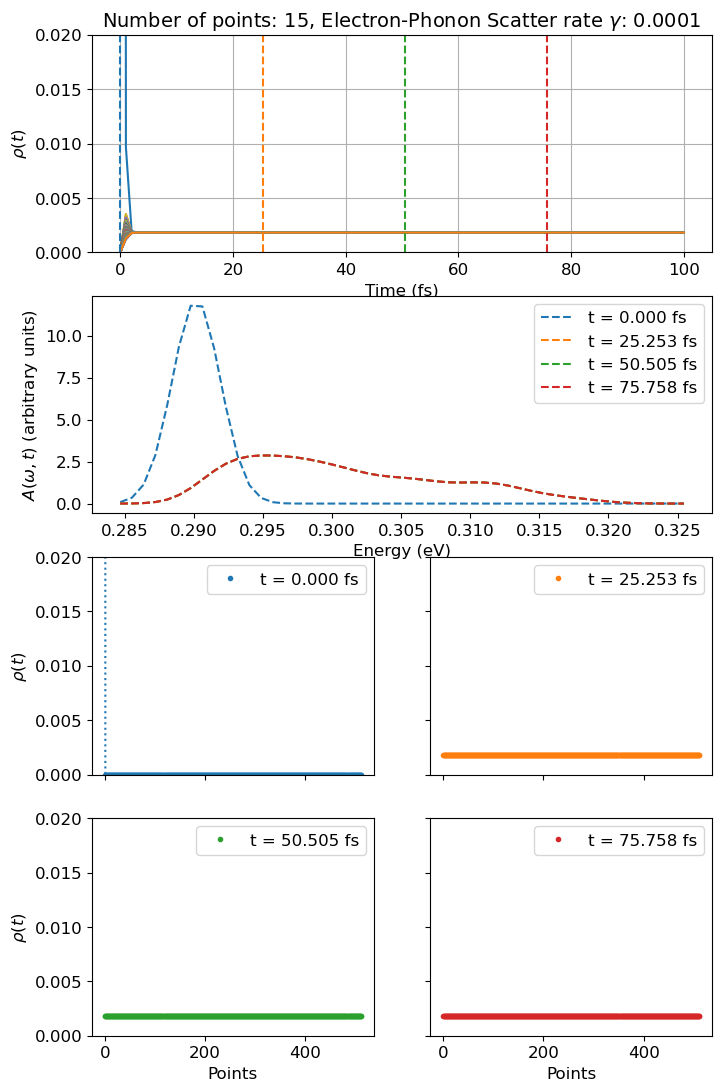 Number of points: 15, Electron-Phonon Scatter rate γ: 0.0001
0.020
0.015
0.010
0.005
0.000
ρ(t)
0 20 40 60 80 100
Time (fs)
10.0
7.5
5.0
2.5
0.0
A(ω, t) (arbitrary units)
t = 0.000 fs
t = 25.253 fs
t = 50.505 fs
t = 75.758 fs
0.285 0.290 0.295 0.300 0.305 0.310 0.315 0.320 0.325
Energy (eV)
0.020
0.015
0.010
0.005
0.000
ρ(t)
t = 0.000 fs
t = 25.253 fs
0.020
0.015
0.010
0.005
0.000
ρ(t)
t = 50.505 fs
0 200 400
Points
t = 75.758 fs
0 200 400
Points